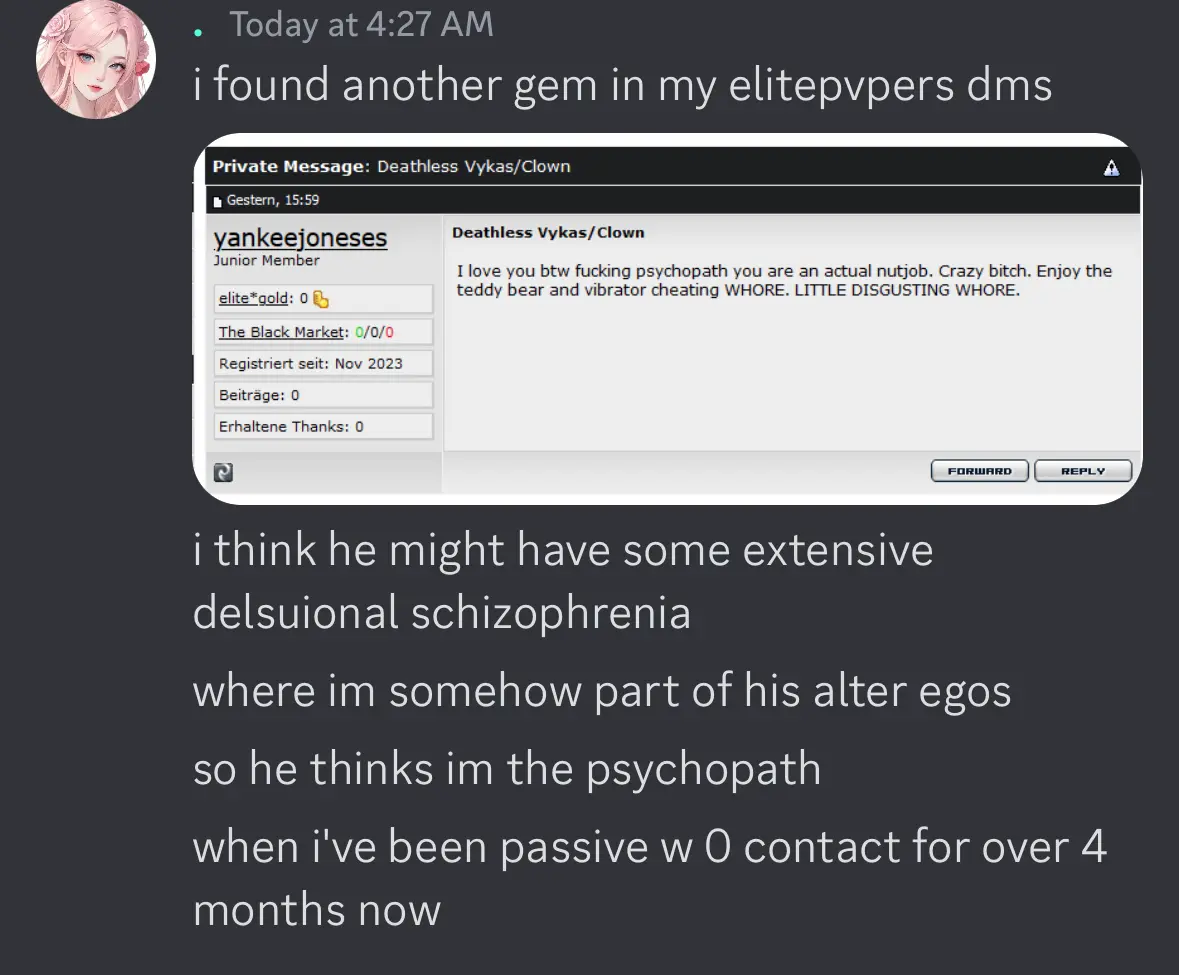 . Today at 4:27 AM
i found another gem in my elitepvpers dms
Private Message: Deathless Vykas/Clown
Gestern, 15:59
yankeejoneses
Junior Member
elite*gold: 0
The Black Market: 0/0/0
Registriert seit: Nov 2023
Beiträge: 0
Erhaltene Thanks: 0
Deathless Vykas/Clown
I love you btw fucking psychopath you are an actual nutjob. Crazy bitch. Enjoy the
teddy bear and vibrator cheating WHORE. LITTLE DISGUSTING WHORE.
FORWARD REPLY
i think he might have some extensive
delsuional schizophrenia
where im somehow part of his alter egos
so he thinks im the psychopath
when i've been passive w 0 contact for over 4
months now